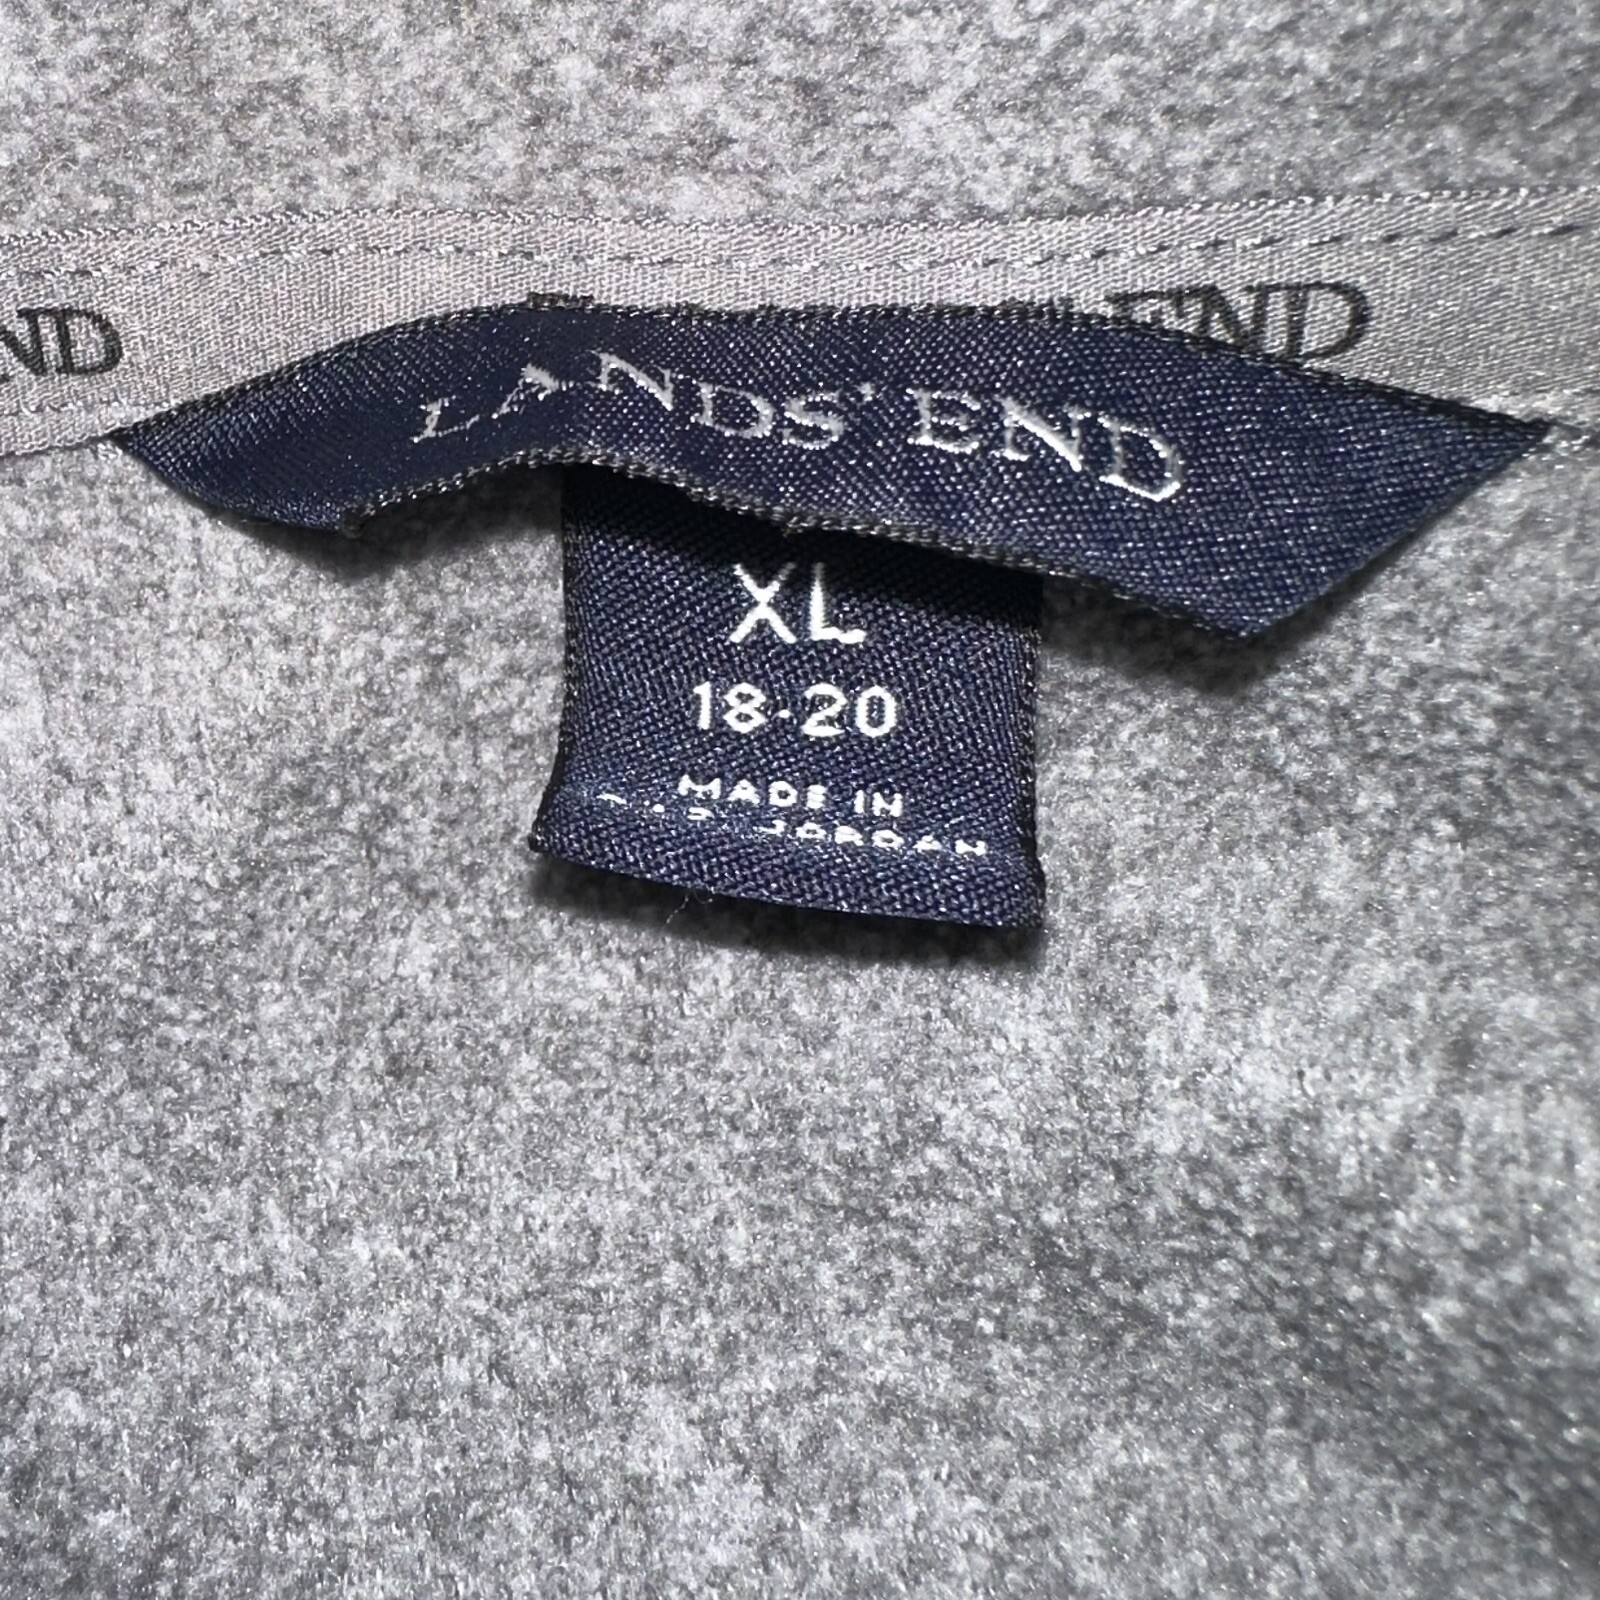 ND
END
LANDS' END
XL
18-20
MADE IN
JORDAN